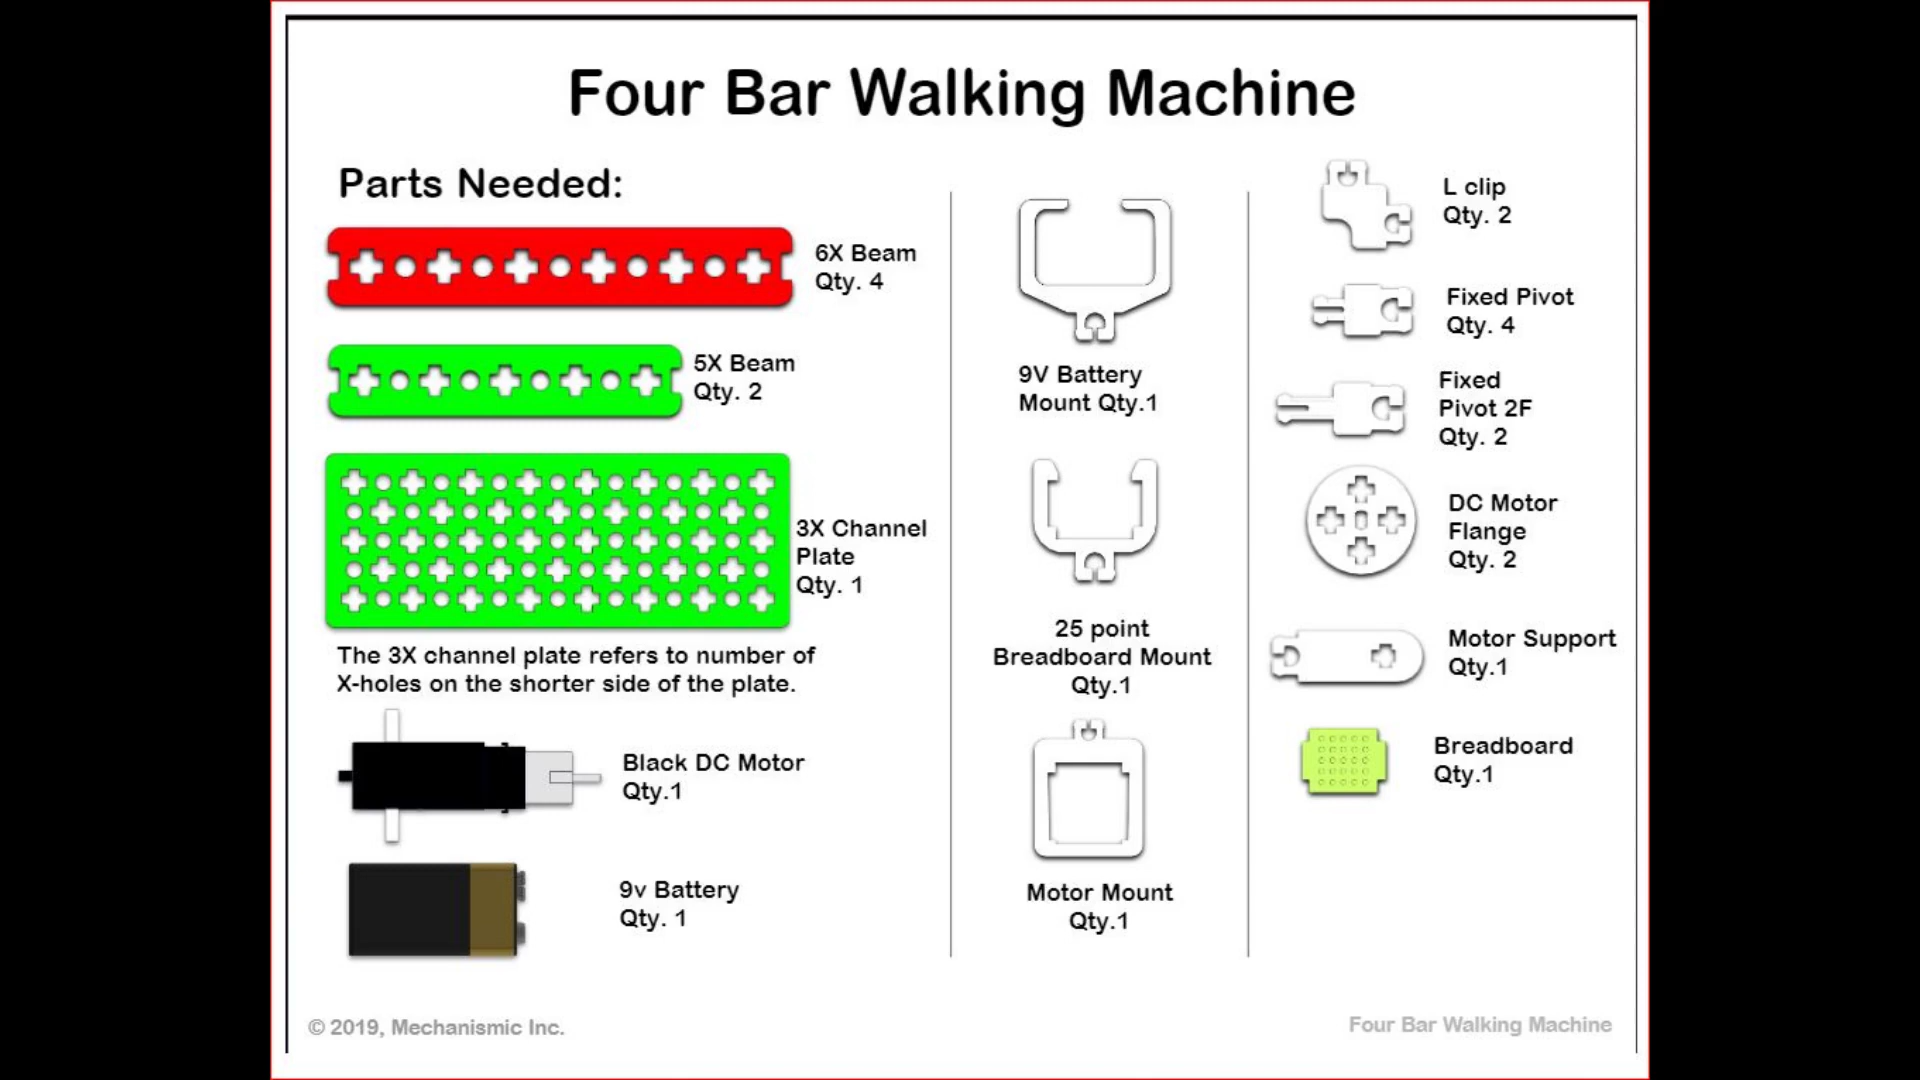 Four Bar Walking Machine
Parts Needed:
6X Beam
Qty. 4
5X Beam
Qty. 2
3X Channel
Plate
Qty. 1
The 3X channel plate refers to number of
X-holes on the shorter side of the plate.
Black DC Motor
Qty.1
9v Battery
Qty. 1
9V Battery
Mount Qty.1
25 point
Breadboard Mount
Qty.1
Motor Mount
Qty.1
L clip
Qty. 2
Fixed Pivot
Qty. 4
Fixed
Pivot 2F
Qty. 2
DC Motor
Flange
Qty. 2
Motor Support
Qty.1
Breadboard
Qty.1
© 2019, Mechanismic Inc.
Four Bar Walking Machine